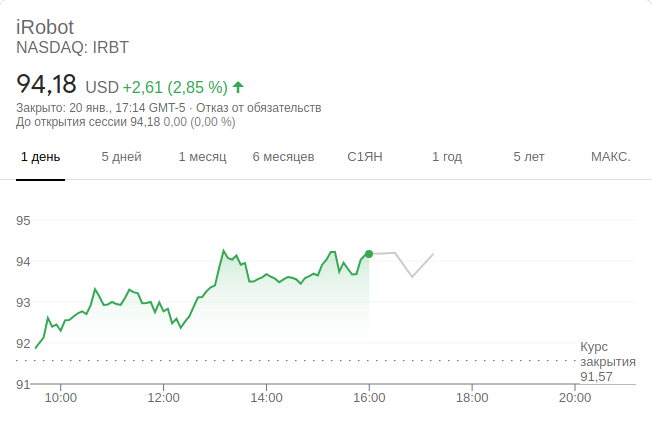 iRobot
NASDAQ: IRBT
94,18 USD +2,61 (2,85 %)
Закрыто: 20 янв., 17:14 GMT-5 · Отказ от обязательств
До открытия сессии 94,18 0,00 (0,00 %)
1 день 5 дней 1 месяц 6 месяцев С1ЯН 1 год 5 лет МАКС.
95
94
93
92
Курс
закрытия
91,57
91
10:00 12:00 14:00 16:00 18:00 20:00